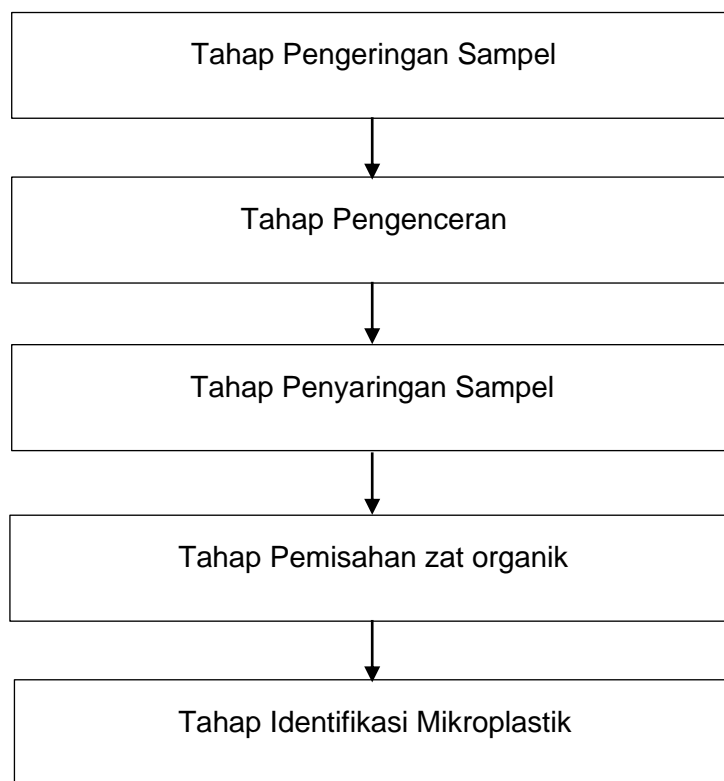 Tahap Pengeringan Sampel
Tahap Pengenceran
Tahap Penyaringan Sampel
Tahap Pemisahan zat organik
Tahap Identifikasi Mikroplastik